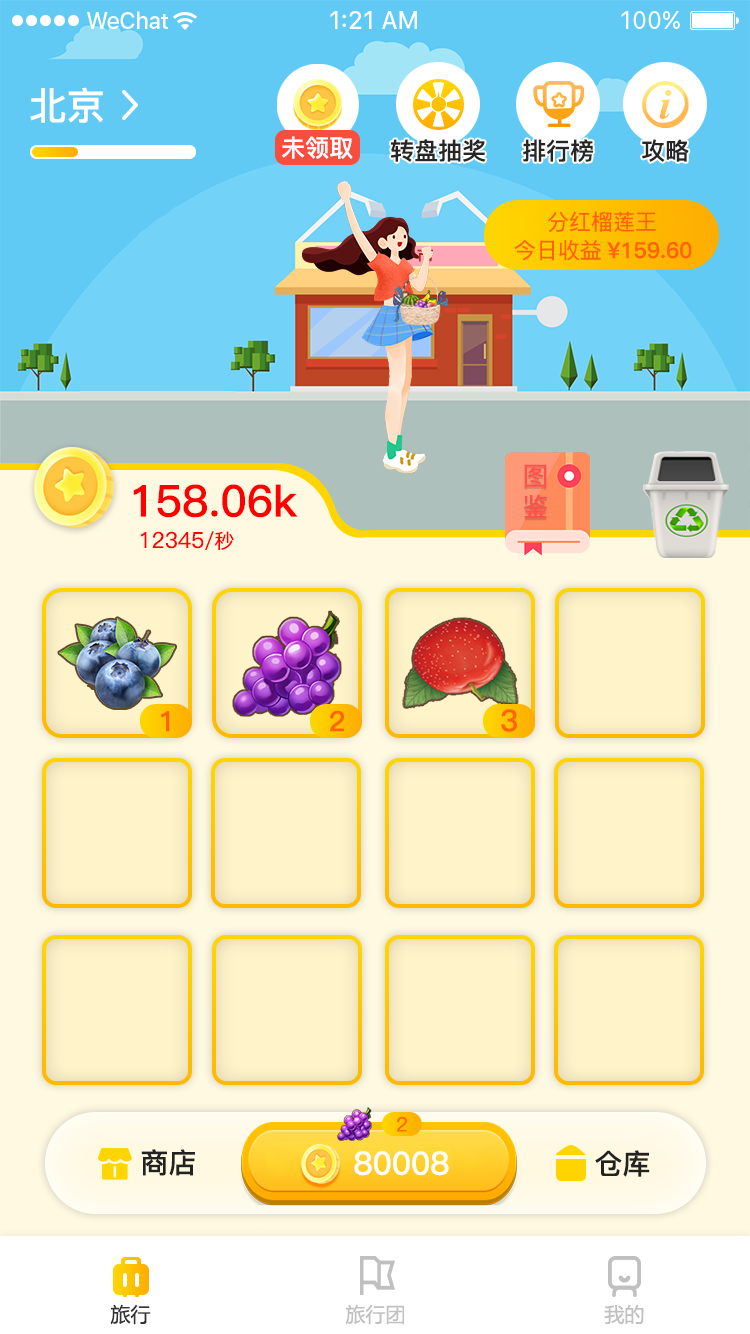 WeChat 1:21 AM 100%
北京
未领取
转盘抽奖
排行榜
攻略
分红榴莲王
今日收益 ¥159.60
158.06k
12345/秒
图鉴
1
2
3
2
商店
80008
仓库
旅行
旅行团
我的